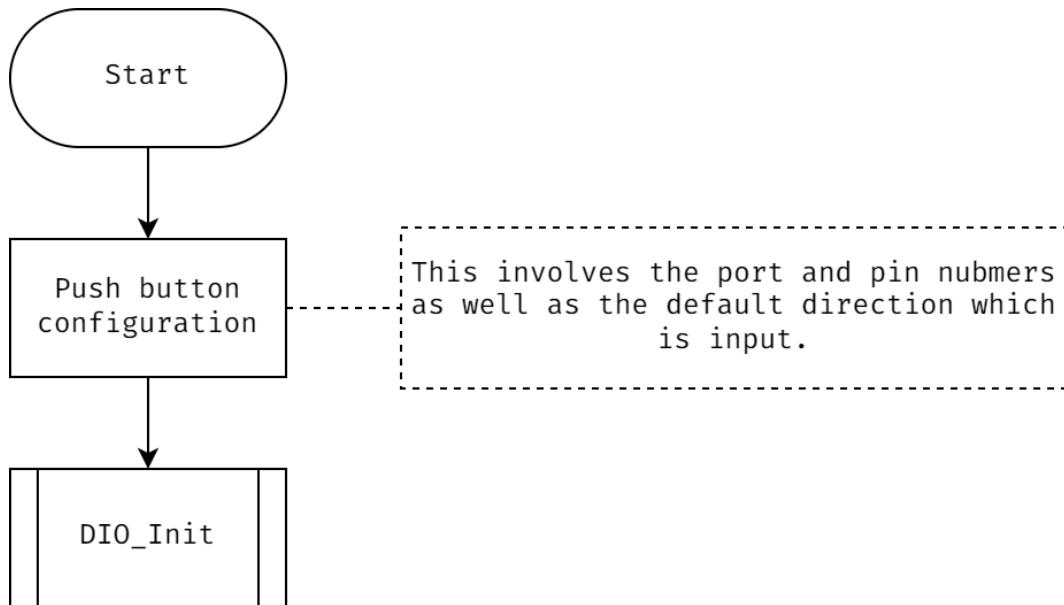 Start
Push button
configuration
This involves the port and pin nubmers
as well as the default direction which
is input.
DIO_Init